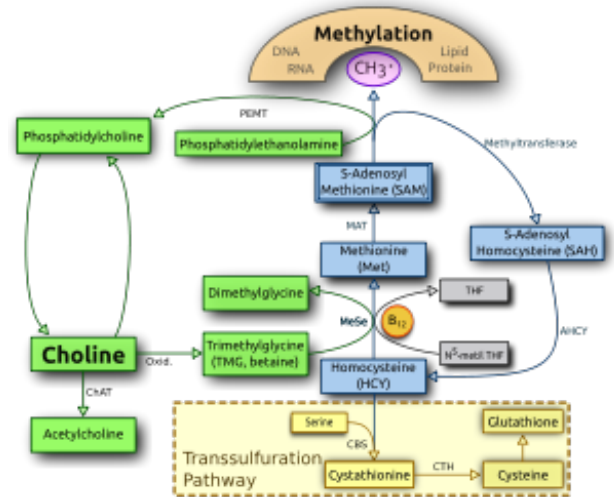 Methylation
DNA
RNA
Lipid
Protein
CH3+
PEMT
Phosphatidylcholine
Phosphatidylethanolamine
Methyltransferase
S-Adenosyl
Methionine (SAM)
MAT
S-Adenosyl
Homocysteine (SAH)
Methionine
(Met)
Dimethylglycine
THF
MeSe
B12
AHCY
Choline
Oxid.
Trimethylglycine
(TMG, betaine)
N5-metil THF
Homocysteine
(HCY)
ChAT
Acetylcholine
Serine
CBS
Glutathione
Transsulfuration
Pathway
Cystathionine
CTH
Cysteine